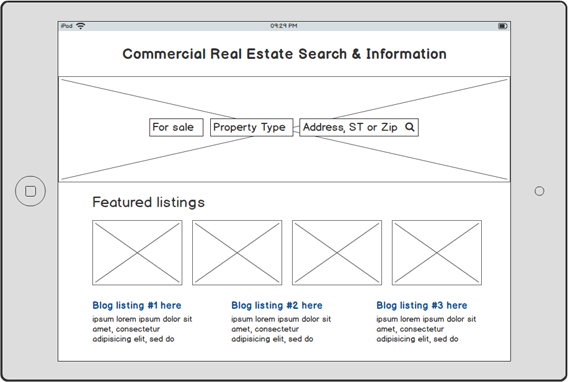 iPad 09:29 PM
Commercial Real Estate Search & Information
For sale Property Type Address, ST or Zip
Featured listings
Blog listing #1 here Blog listing #2 here Blog listing #3 here
ipsum lorem ipsum dolor sit ipsum lorem ipsum dolor sit ipsum lorem ipsum dolor sit
amet, consectetur amet, consectetur amet, consectetur
adipisicing elit, sed do adipisicing elit, sed do adipisicing elit, sed do